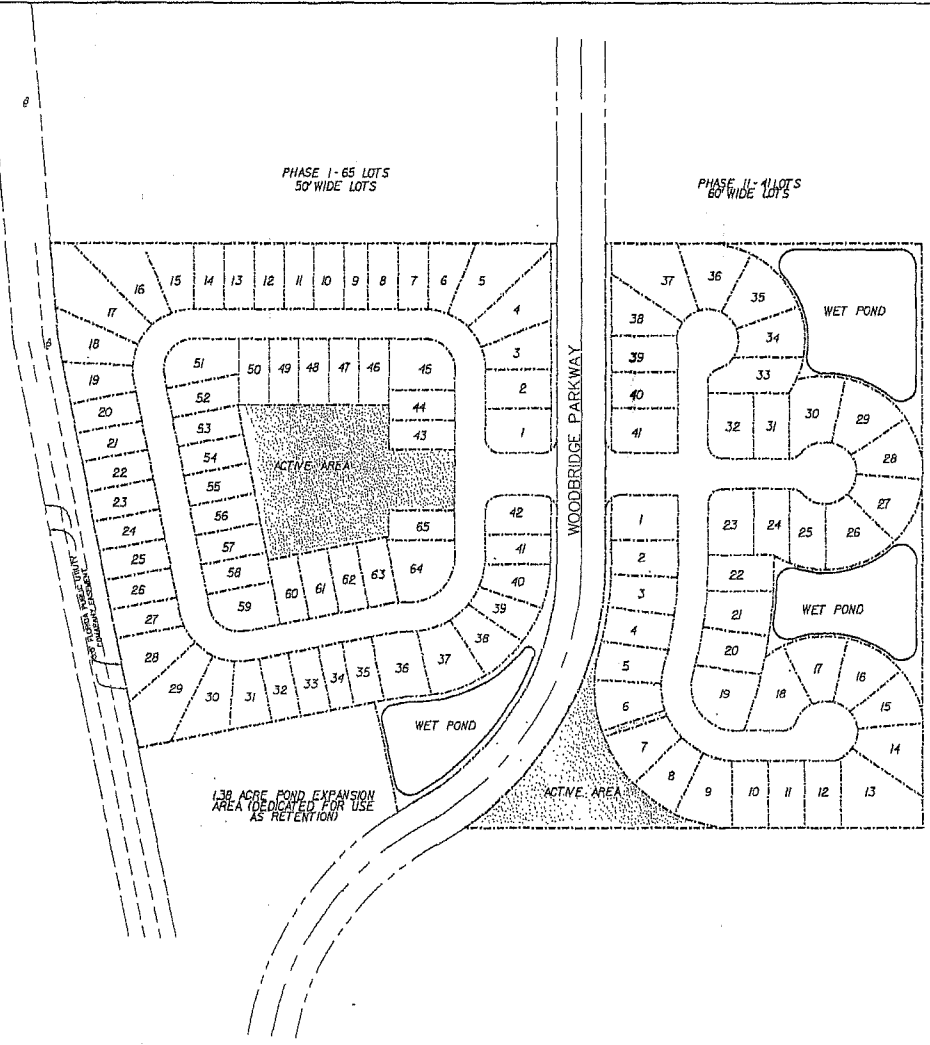 PHASE I - 65 LOTS
50' WIDE LOTS
PHASE II - 41 LOTS
60' WIDE LOTS
15 14 13 12 11 10 9 8 7 6 5
16
17
18
19
20
21
22
23
24
25
26
27
28
29 30 31 32 33 34 35 36 37 38
39
40
41
42
4
3
2
1
51 50 49 48 47 46 45
52
53
54
55
56
57
58
59 60 61 62 63 64
65
44
43
ACTIVE AREA
WET POND
1.38 ACRE POND EXPANSION
AREA (DEDICATED FOR USE
AS RETENTION)
WOODBRIDGE PARKWAY
37 36 35
38
39
40
41
34
33
32 31 30 29
28
27
WET POND
23 24 25 26
22
21
20
19 18 17 16
15
14
WET POND
1
2
3
4
5
6
7
8
9 10 11 12 13
ACTIVE AREA